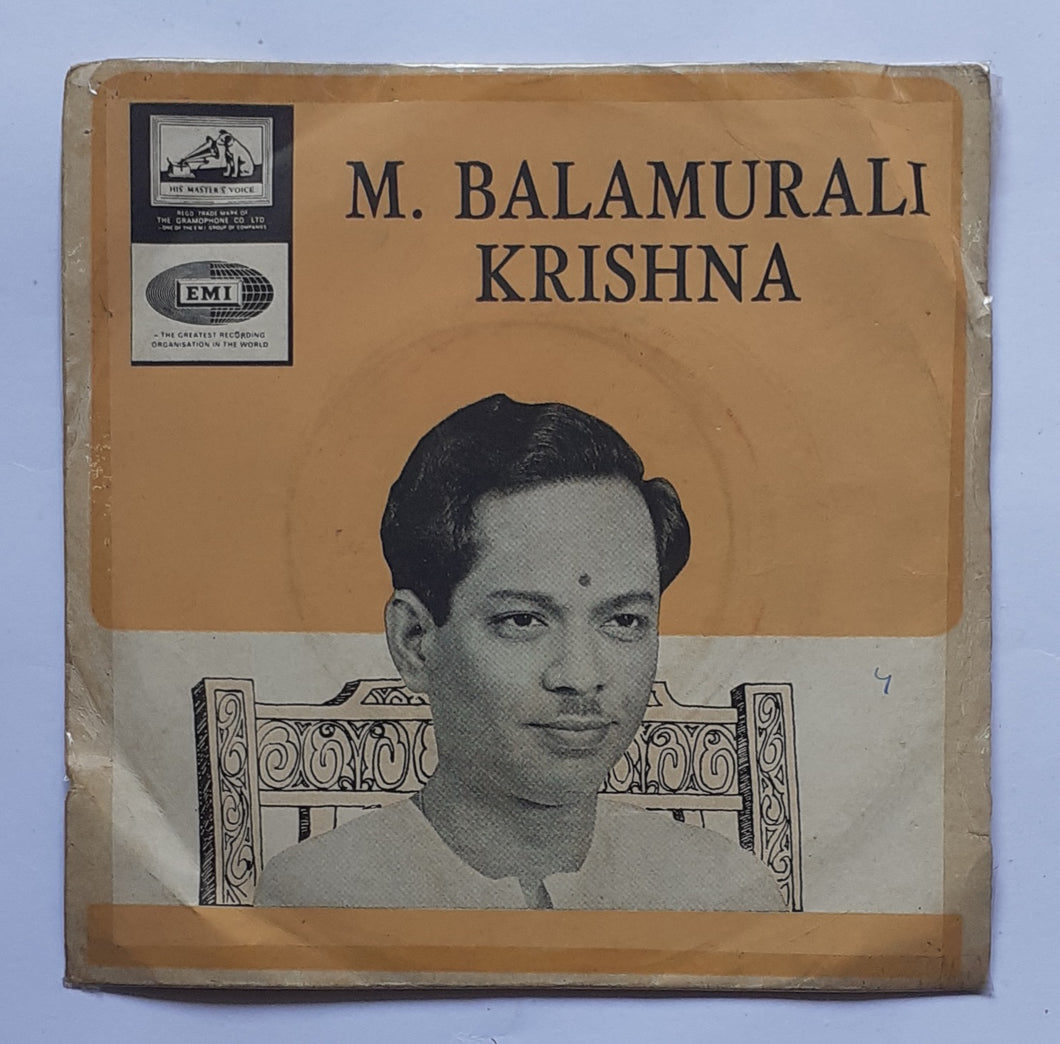 HIS MASTER'S VOICE
REGD TRADE MARK OF
THE GRAMOPHONE CO LTD
-ONE OF THE EMI GROUP OF COMPANIES
EMI
- THE GREATEST RECORDING
ORGANISATION IN THE WORLD
M. BALAMURALI
KRISHNA
4